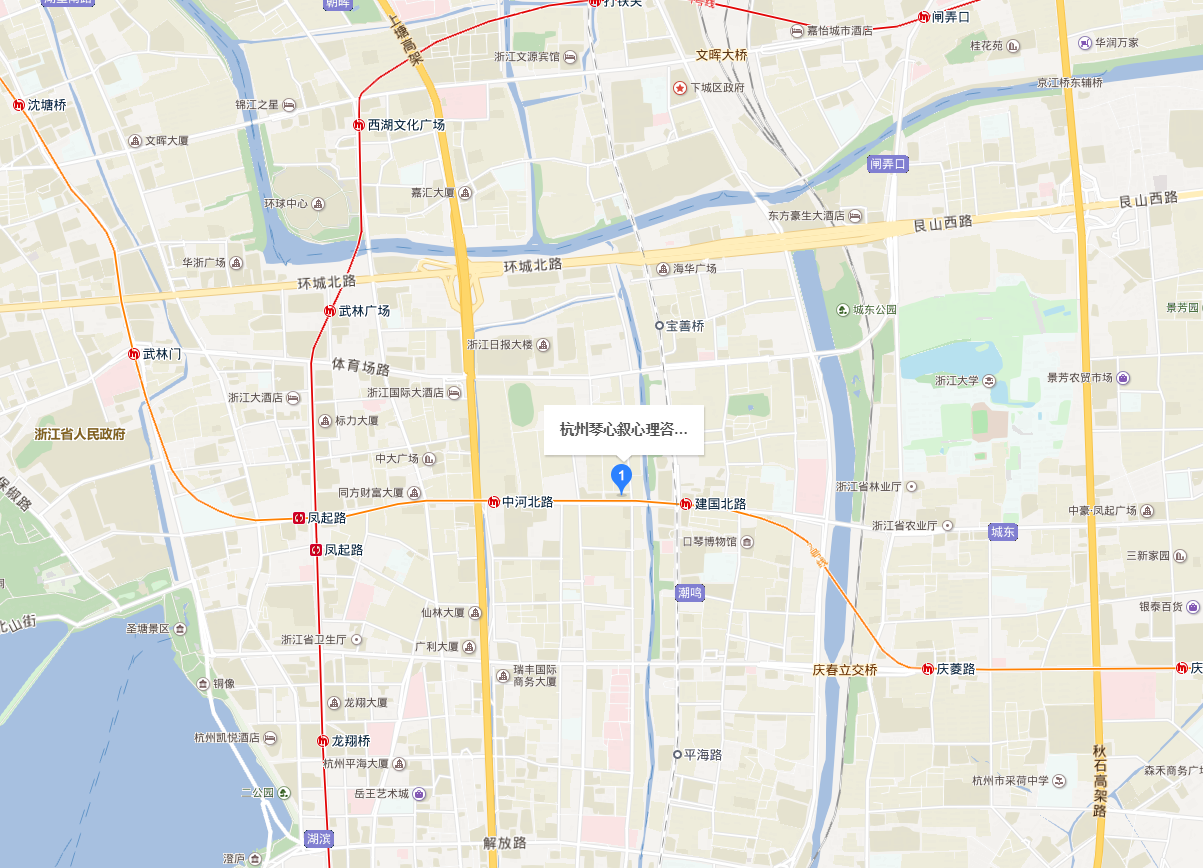 朝晖
打铁关
闸弄口
上塘高架
嘉怡城市酒店
桂花苑
华润万家
浙江文源宾馆
文晖大桥
京江桥东辅桥
下城区政府
沈塘桥
锦江之星
西湖文化广场
文晖大厦
闸弄口
嘉汇大厦
环球中心
东方豪生大酒店
艮山西路
艮山西路
华浙广场
环城北路
海华广场
环城北路
武林广场
城东公园
景芳园
宝善桥
浙江日报大楼
武林门
体育场路
浙江大学
景芳农贸市场
浙江国际大酒店
浙江大酒店
标力大厦
浙江省人民政府
杭州琴心叙心理咨...
中大广场
1
保俶路
同方财富大厦
浙江省林业厅
中河北路
建国北路
中豪·凤起广场
凤起路
浙江省农业厅
城东
口琴博物馆
凤起路
三新家园
潮鸣
银泰百货
仙林大厦
北山街
圣塘景区
浙江省卫生厅
广利大厦
瑞丰国际
商务大厦
庆春立交桥
庆菱路
铜像
龙翔大厦
杭州凯悦酒店
龙翔桥
平海路
杭州平海大厦
秋石高架路
森禾商务广场
杭州市采荷中学
二公园
岳王艺术城
湖滨
解放路
澄庐